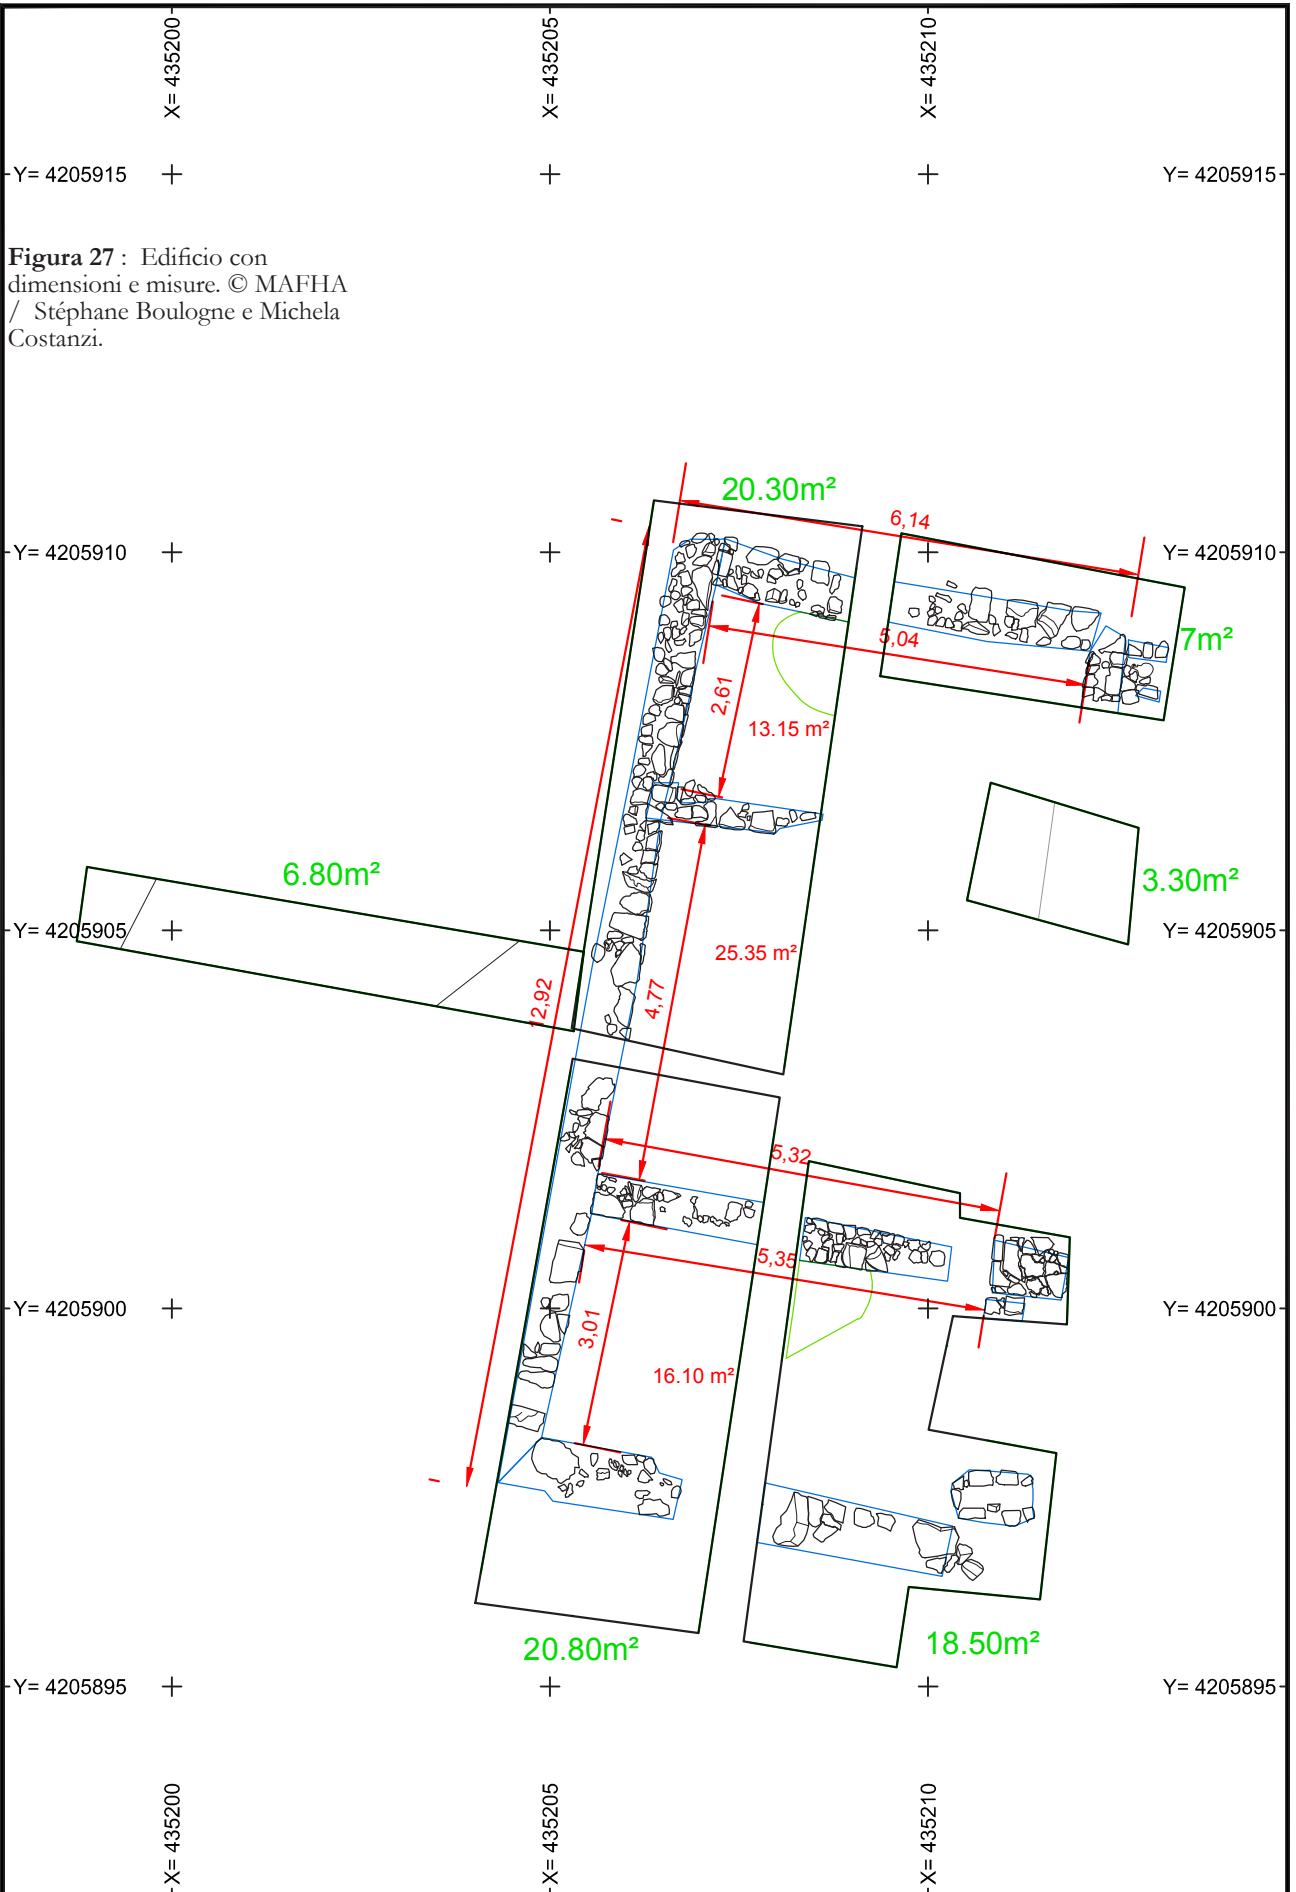 X= 435200
X= 435205
X= 435210
Y= 4205915
Y= 4205915
Figura 27 : Edificio con
dimensioni e misure. © MAFHA
/ Stéphane Boulogne e Michela
Costanzi.
20.30m²
6,14
Y= 4205910
Y= 4205910
5,04
7m²
2,61
13.15 m²
6.80m²
3.30m²
Y= 4205905
Y= 4205905
25.35 m²
12,92
4,77
5,32
5,35
Y= 4205900
Y= 4205900
3,01
16.10 m²
20.80m²
18.50m²
Y= 4205895
Y= 4205895
X= 435200
X= 435205
X= 435210